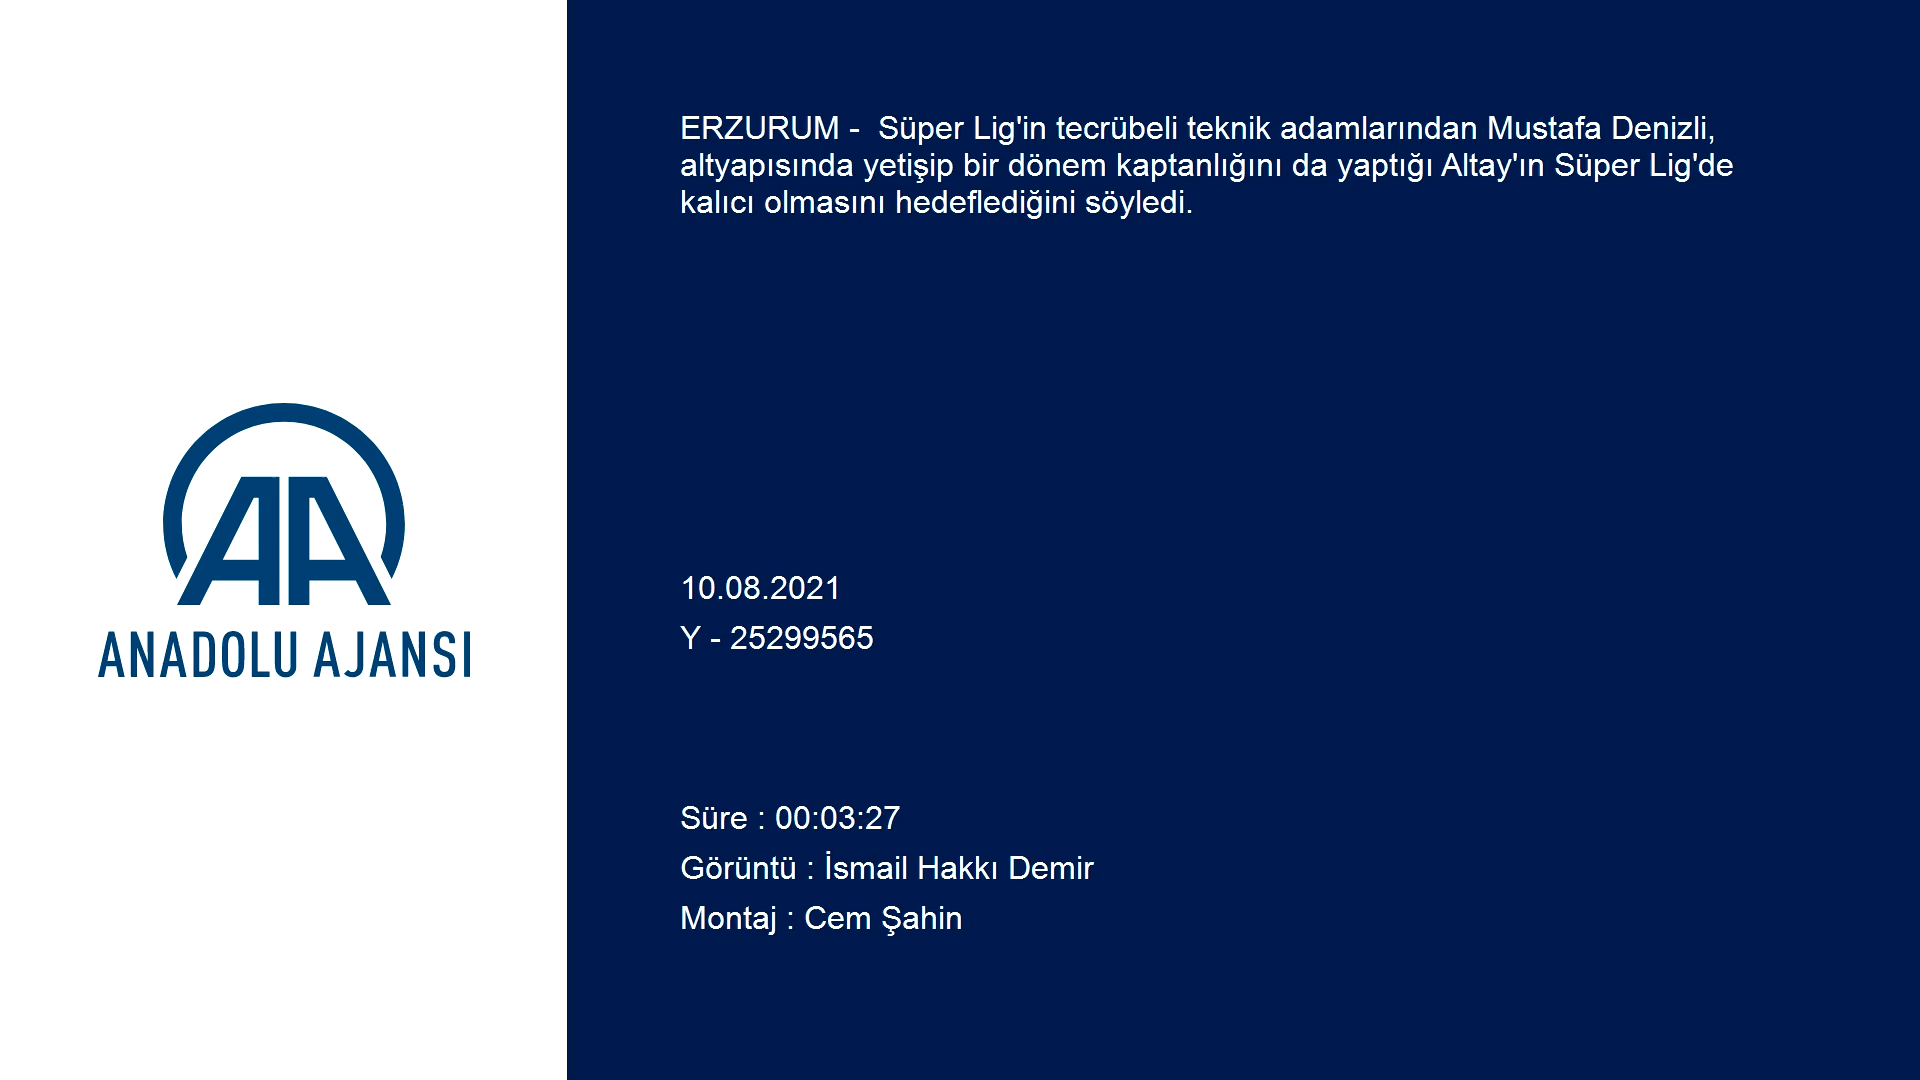 ERZURUM -  Süper Lig'in tecrübeli teknik adamlarından Mustafa Denizli,
altyapısında yetişip bir dönem kaptanlığını da yaptığı Altay'ın Süper Lig'de
kalıcı olmasını hedeflediğini söyledi.
AA
ANADOLU AJANSI
10.08.2021
Y - 25299565
Süre : 00:03:27
Görüntü : İsmail Hakkı Demir
Montaj : Cem Şahin